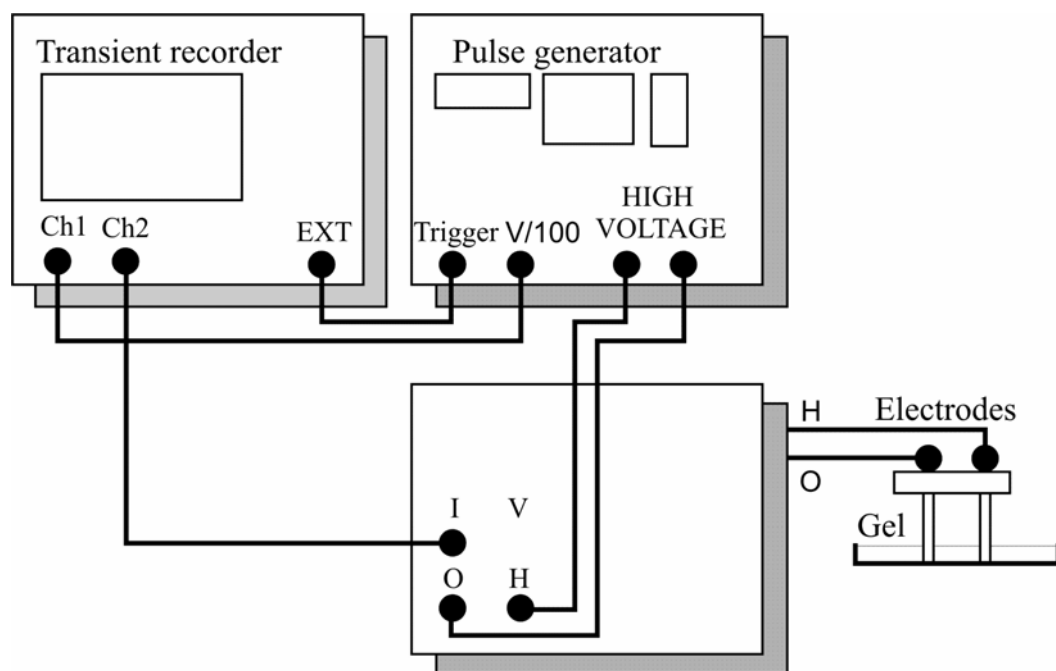 Transient recorder
Ch1 Ch2 EXT
Pulse generator
HIGH
Trigger V/100 VOLTAGE
I V
O H
H
O
Electrodes
Gel